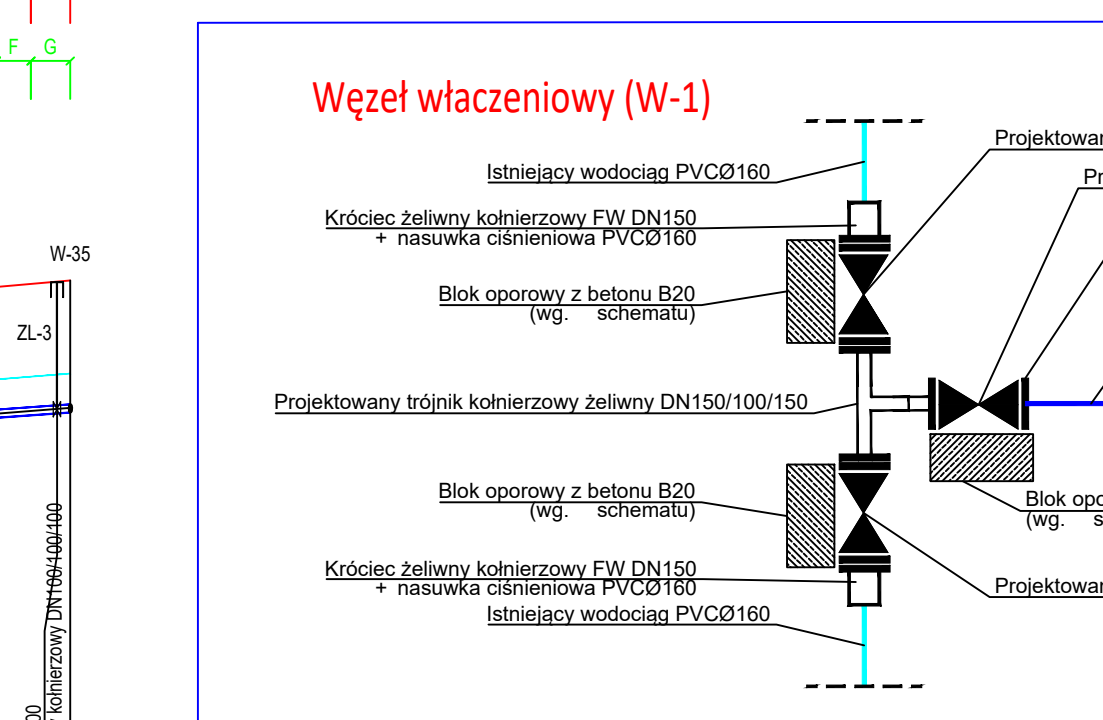 F G
Węzeł właczeniowy (W-1)
Projektowan
Istniejący wodociąg PVCØ160
Pr
Króciec żeliwny kołnierzowy FW DN150
+ nasuwka ciśnieniowa PVCØ160
W-35
Blok oporowy z betonu B20
(wg. schematu)
ZL-3
Projektowany trójnik kołnierzowy żeliwny DN150/100/150
Blok oporowy z betonu B20
(wg. schematu)
Blok opo
(wg. s
Króciec żeliwny kołnierzowy FW DN150
+ nasuwka ciśnieniowa PVCØ160
Projektowan
Istniejący wodociąg PVCØ160
kołnierzowy DN100/100/100
00